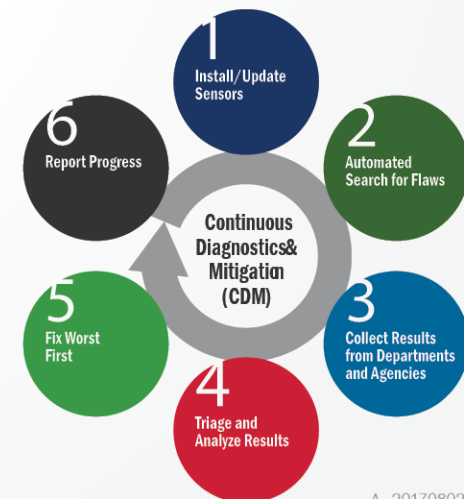 1
Install/Update
Sensors
2
Automated
Search for Flaws
3
Collect Results
from Departments
and Agencies
4
Triage and
Analyze Results
5
Fix Worst
First
6
Report Progress
Continuous
Diagnostics&
Mitigation
(CDM)
A 20170802